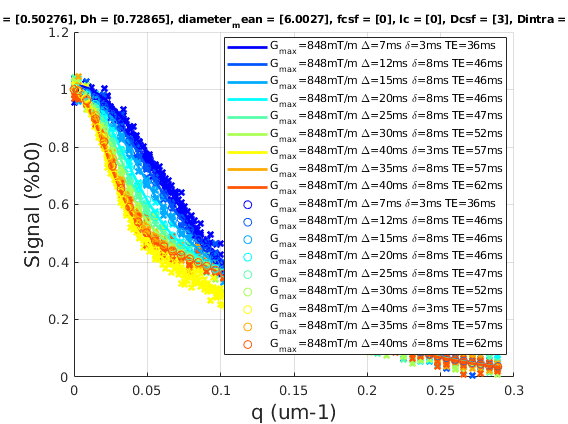 = [0.50276], Dh = [0.72865], diameter_mean = [6.0027], fcsf = [0], lc = [0], Dcsf = [3], Dintra =
1.2
1
0.8
0.6
0.4
0.2
0
Signal (%b0)
G_max=848mT/m Δ=7ms δ=3ms TE=36ms
G_max=848mT/m Δ=12ms δ=8ms TE=46ms
G_max=848mT/m Δ=15ms δ=8ms TE=46ms
G_max=848mT/m Δ=20ms δ=8ms TE=46ms
G_max=848mT/m Δ=25ms δ=8ms TE=47ms
G_max=848mT/m Δ=30ms δ=8ms TE=52ms
G_max=848mT/m Δ=40ms δ=3ms TE=57ms
G_max=848mT/m Δ=35ms δ=8ms TE=57ms
G_max=848mT/m Δ=40ms δ=8ms TE=62ms
G_max=848mT/m Δ=7ms δ=3ms TE=36ms
G_max=848mT/m Δ=12ms δ=8ms TE=46ms
G_max=848mT/m Δ=15ms δ=8ms TE=46ms
G_max=848mT/m Δ=20ms δ=8ms TE=46ms
G_max=848mT/m Δ=25ms δ=8ms TE=47ms
G_max=848mT/m Δ=30ms δ=8ms TE=52ms
G_max=848mT/m Δ=40ms δ=3ms TE=57ms
G_max=848mT/m Δ=35ms δ=8ms TE=57ms
G_max=848mT/m Δ=40ms δ=8ms TE=62ms
0 0.05 0.1 0.15 0.2 0.25 0.3
q (um-1)